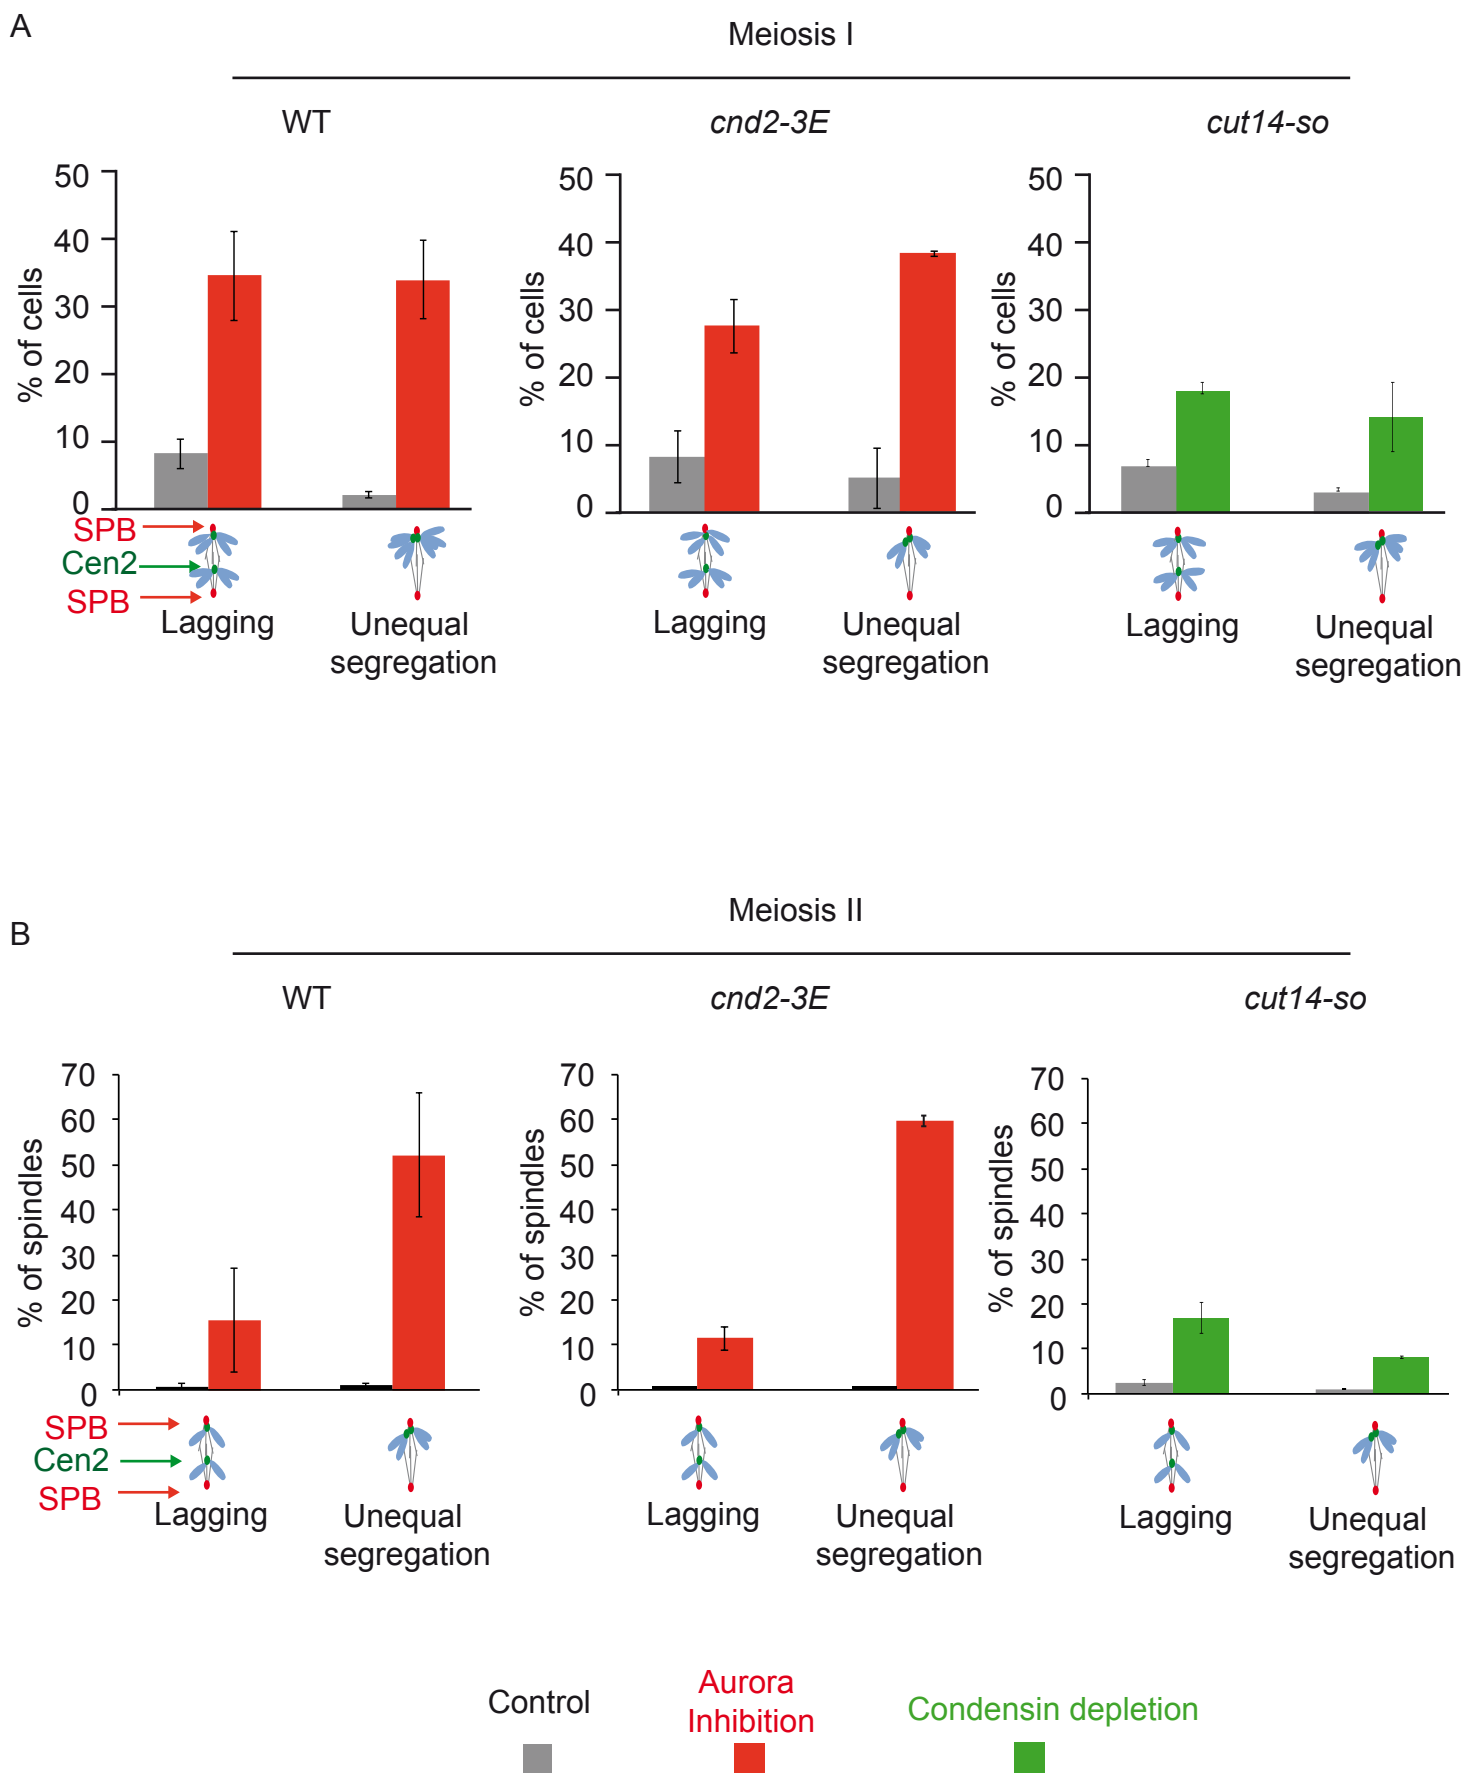 A
Meiosis I
WT
cnd2-3E
cut14-so
% of cells
50
40
30
20
10
0
% of cells
50
40
30
20
10
0
% of cells
50
40
30
20
10
0
SPB
Cen2
SPB
Lagging
Unequal
segregation
Lagging
Unequal
segregation
Lagging
Unequal
segregation
B
Meiosis II
WT
cnd2-3E
cut14-so
% of spindles
70
60
50
40
30
20
10
0
% of spindles
70
60
50
40
30
20
10
0
% of spindles
70
60
50
40
30
20
10
0
SPB
Cen2
SPB
Lagging
Unequal
segregation
Lagging
Unequal
segregation
Lagging
Unequal
segregation
Control
Aurora
Inhibition
Condensin depletion